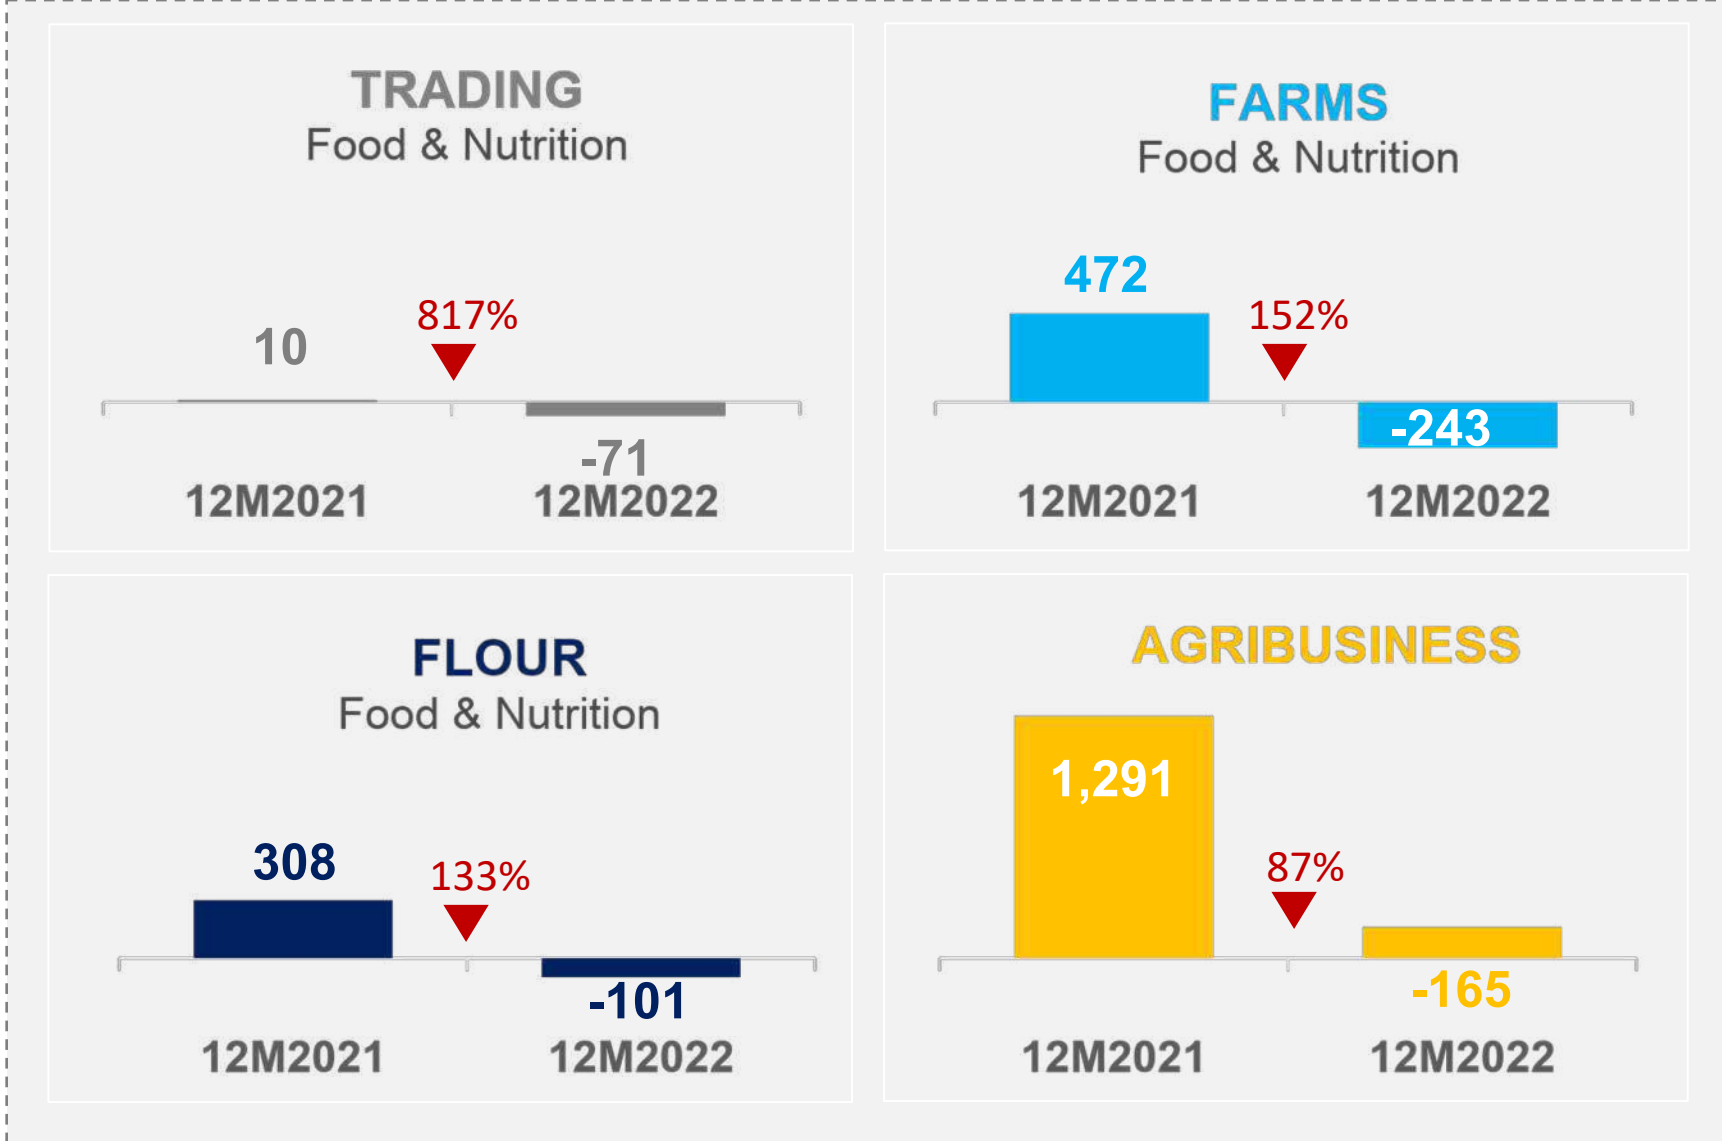 TRADING
Food & Nutrition
10
817%
-71
12M2021 12M2022
FARMS
Food & Nutrition
472
152%
-243
12M2021 12M2022
FLOUR
Food & Nutrition
308
133%
-101
12M2021 12M2022
AGRIBUSINESS
1,291
87%
-165
12M2021 12M2022